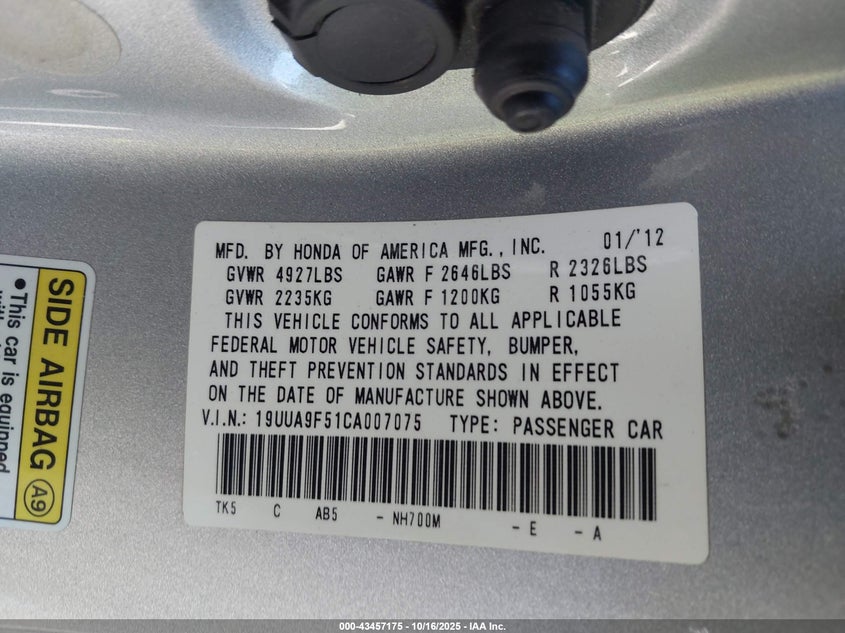 MFD. BY HONDA OF AMERICA MFG., INC. 01/'12
GVWR 4927LBS GAWR F 2646LBS R 2326LBS
GVWR 2235KG GAWR F 1200KG R 1055KG
THIS VEHICLE CONFORMS TO ALL APPLICABLE
FEDERAL MOTOR VEHICLE SAFETY, BUMPER,
AND THEFT PREVENTION STANDARDS IN EFFECT
ON THE DATE OF MANUFACTURE SHOWN ABOVE.
V.I.N.: 19UUA9F51CA007075 TYPE: PASSENGER CAR
TK5 C AB5 - NH700M - E - A
SIDE AIRBAG A9
•This car is equipped
000-43457175 - 10/16/2025 - IAA Inc.